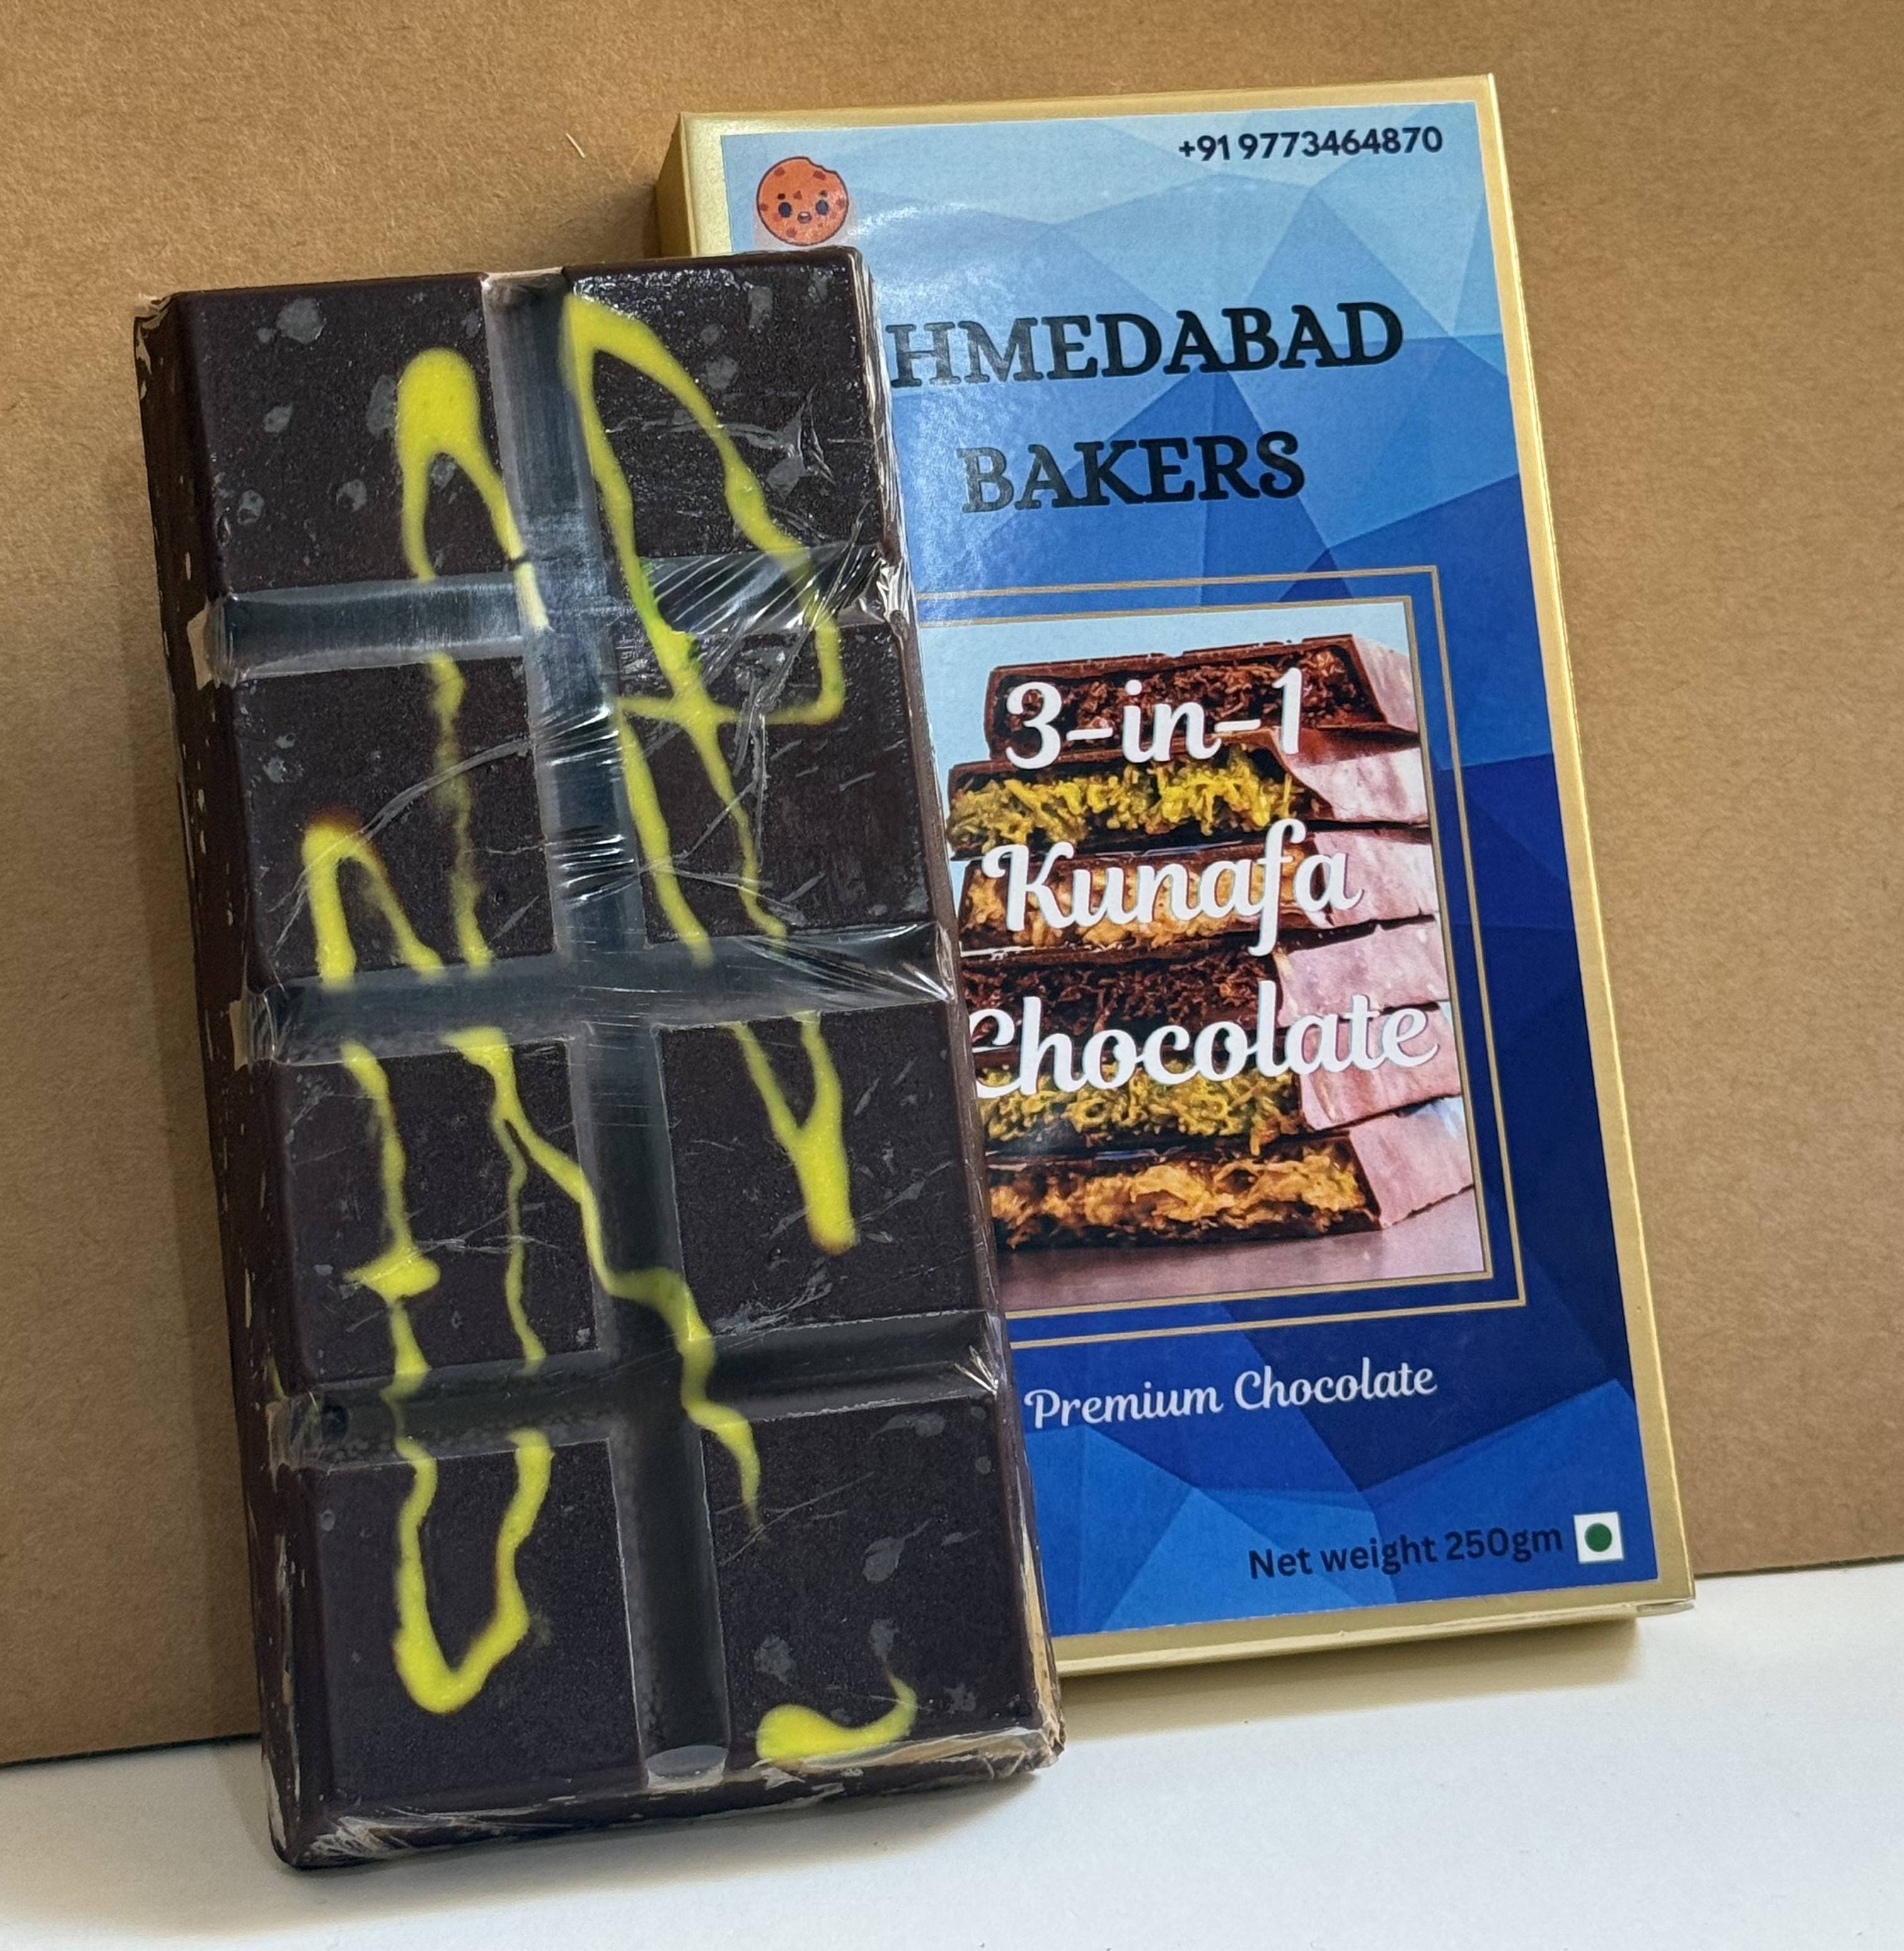 +91 9773464870
HMEDABAD
BAKERS
3-in-1
Kunafa
Chocolate
Premium Chocolate
Net weight 250gm